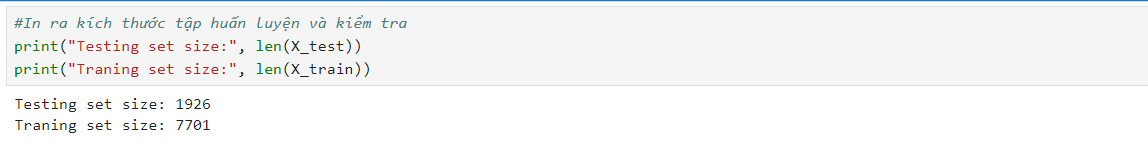 #In ra kích thước tập huấn luyện và kiểm tra
print("Testing set size:", len(X_test))
print("Traning set size:", len(X_train))
Testing set size: 1926
Traning set size: 7701